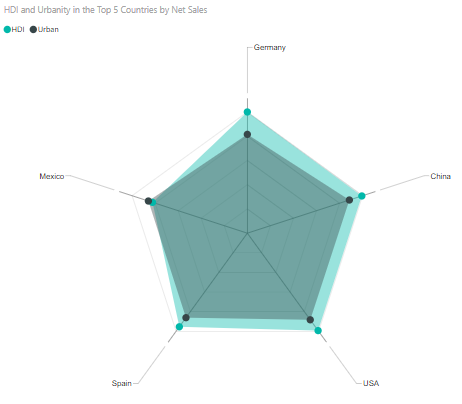 HDI and Urbanity in the Top 5 Countries by Net Sales
HDI Urban
Germany
Mexico
China
Spain
USA